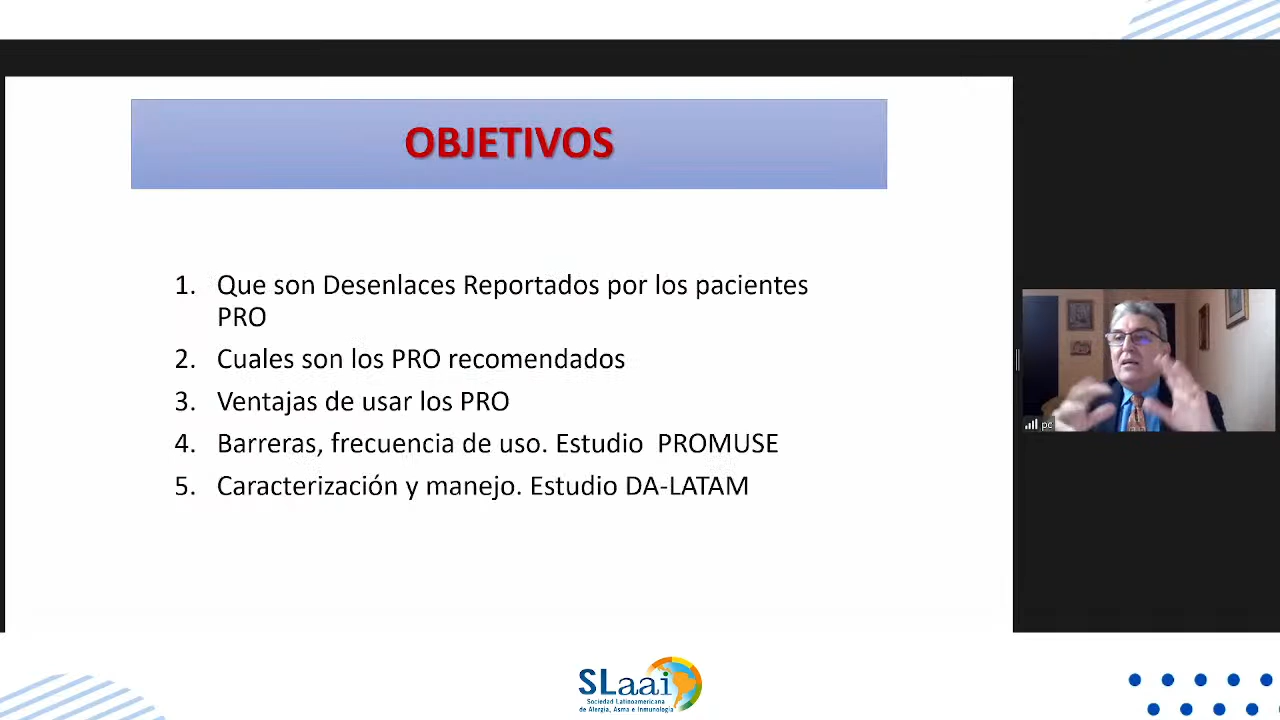 OBJETIVOS
1. Que son Desenlaces Reportados por los pacientes
PRO
2. Cuales son los PRO recomendados
3. Ventajas de usar los PRO
4. Barreras, frecuencia de uso. Estudio PROMUSE
5. Caracterización y manejo. Estudio DA-LATAM
pc
SLaai
Sociedad Latinoamericana
de Alergia, Asma e Inmunología